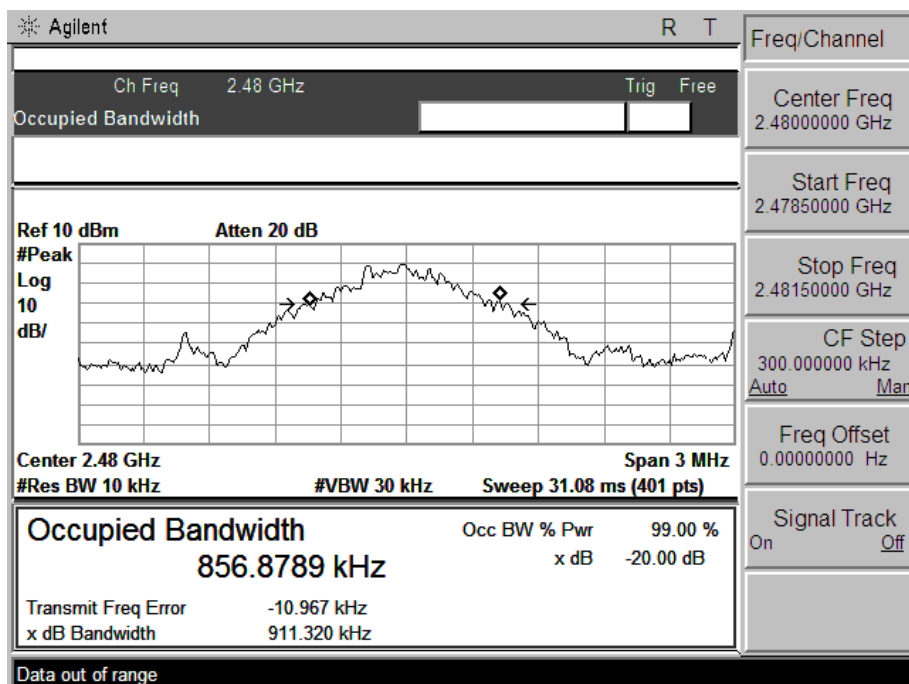 Agilent R T
Freq/Channel
Ch Freq 2.48 GHz Trig Free
Occupied Bandwidth
Center Freq
2.48000000 GHz
Start Freq
2.47850000 GHz
Stop Freq
2.48150000 GHz
CF Step
300.000000 kHz
Auto Man
Freq Offset
0.00000000 Hz
Signal Track
On Off
Ref 10 dBm Atten 20 dB
#Peak
Log
10
dB/
Center 2.48 GHz Span 3 MHz
#Res BW 10 kHz #VBW 30 kHz Sweep 31.08 ms (401 pts)
Occupied Bandwidth Occ BW % Pwr 99.00 %
856.8789 kHz x dB -20.00 dB
Transmit Freq Error -10.967 kHz
x dB Bandwidth 911.320 kHz
Data out of range